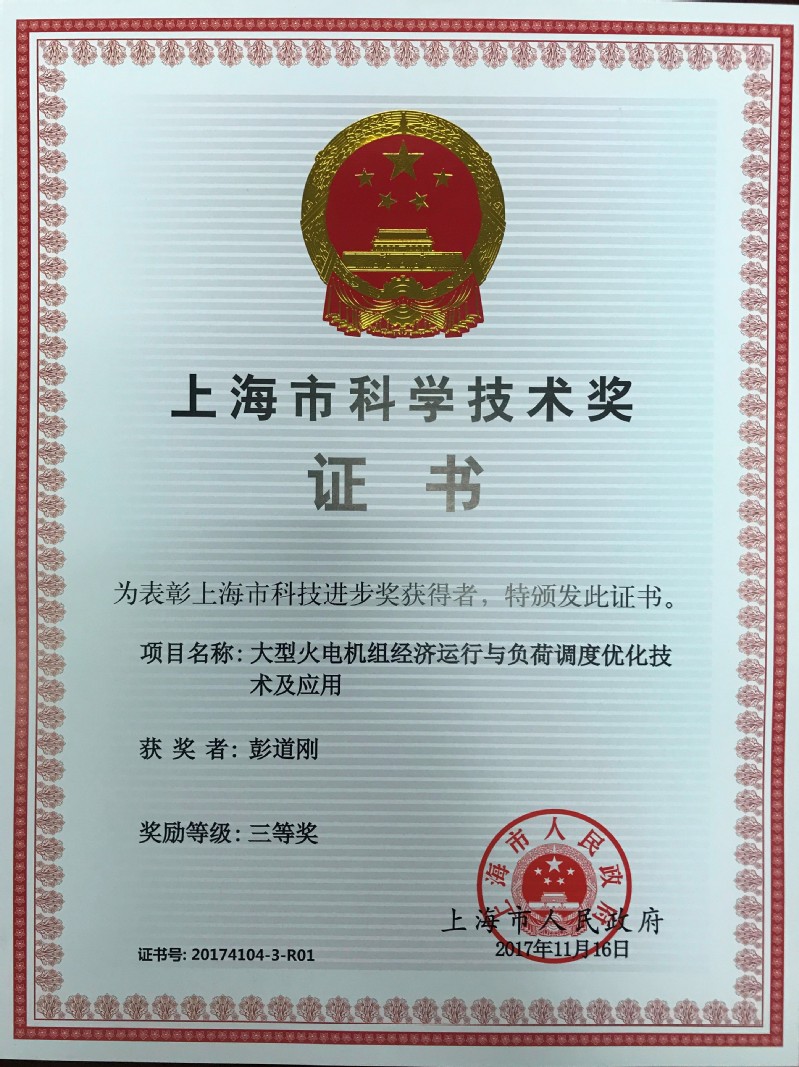 上海市科学技术奖
证 书
为表彰上海市科技进步奖获得者，特颁发此证书。
项目名称：大型火电机组经济运行与负荷调度优化技
术及应用
获 奖 者：彭道刚
奖励等级：三等奖
上海市人民政府
上海市人民政府
2017年11月16日
证书号: 20174104-3-R01